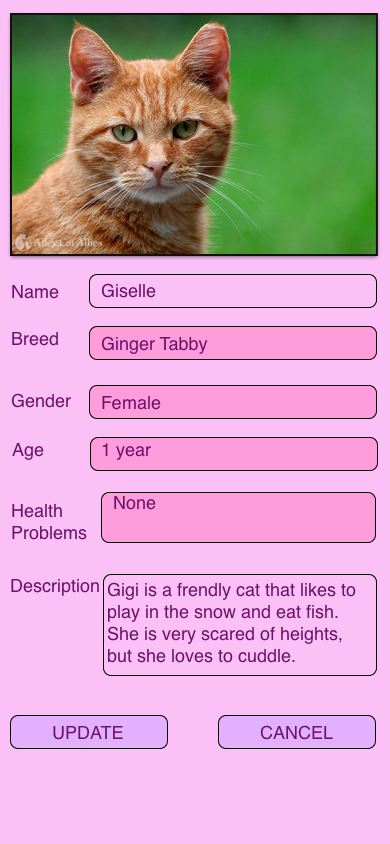 Alley Cat Allies
Name
Giselle
Breed
Ginger Tabby
Gender
Female
Age
1 year
Health
Problems
None
Description
Gigi is a frendly cat that likes to
play in the snow and eat fish.
She is very scared of heights,
but she loves to cuddle.
UPDATE
CANCEL